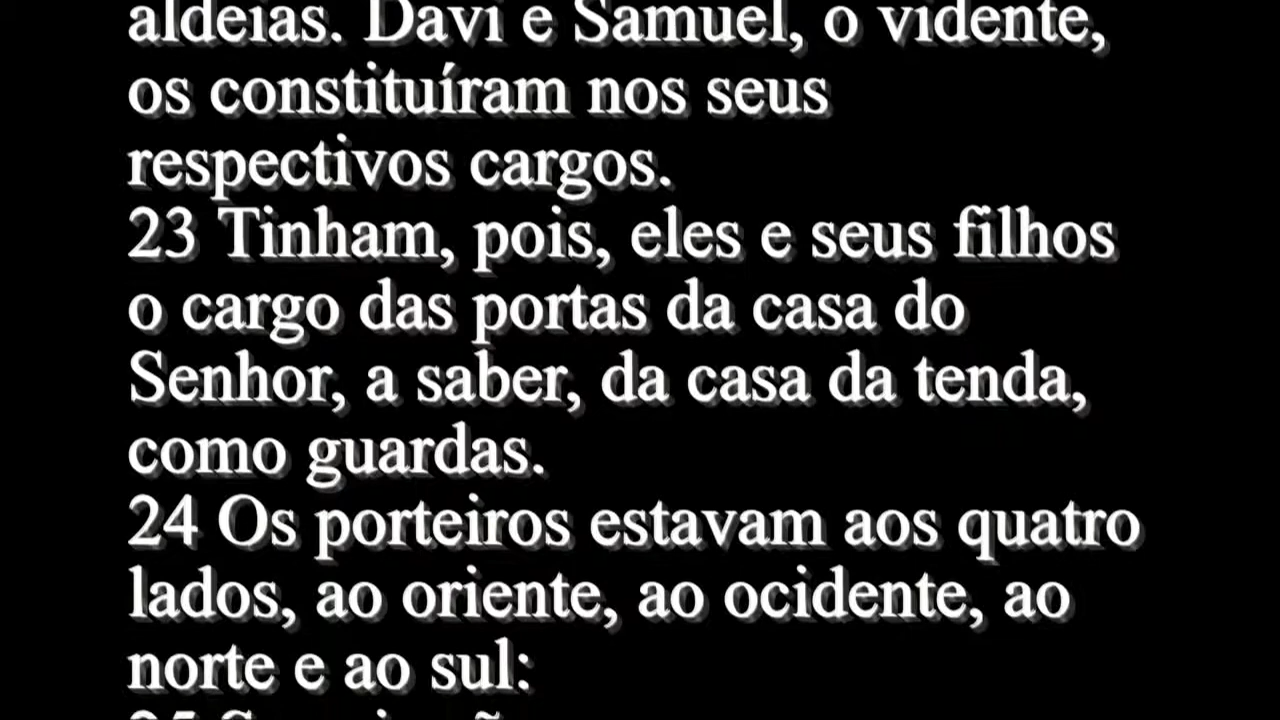 aldeias. Davi e Samuel, o vidente,
os constituíram nos seus
respectivos cargos.
23 Tinham, pois, eles e seus filhos
o cargo das portas da casa do
Senhor, a saber, da casa da tenda,
como guardas.
24 Os porteiros estavam aos quatro
lados, ao oriente, ao ocidente, ao
norte e ao sul: